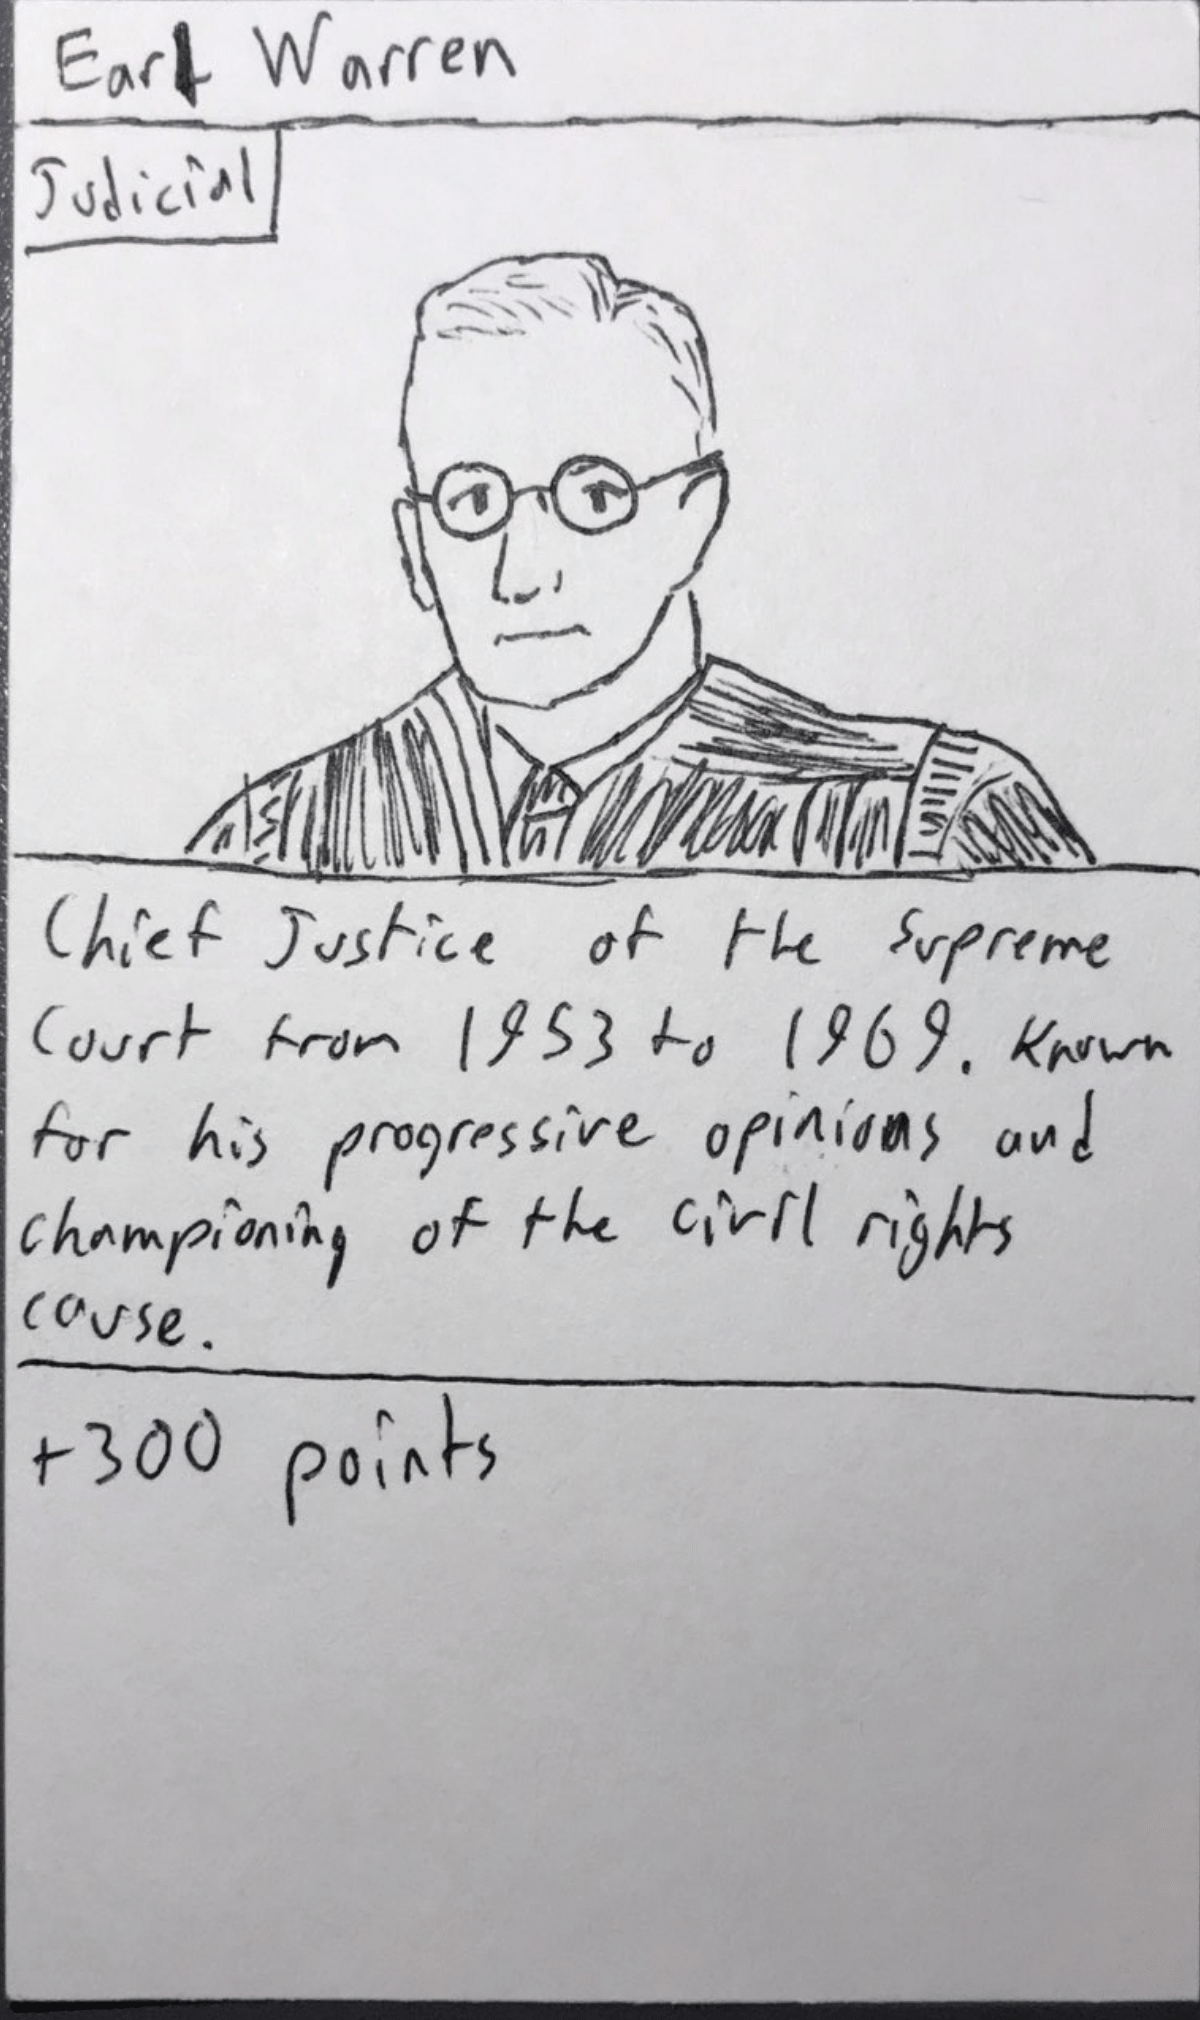 Earl Warren
Judicial
Chief Justice of the Supreme
Court from 1953 to 1969. Known
for his progressive opinions and
championing of the civil rights
cause.
+300 points